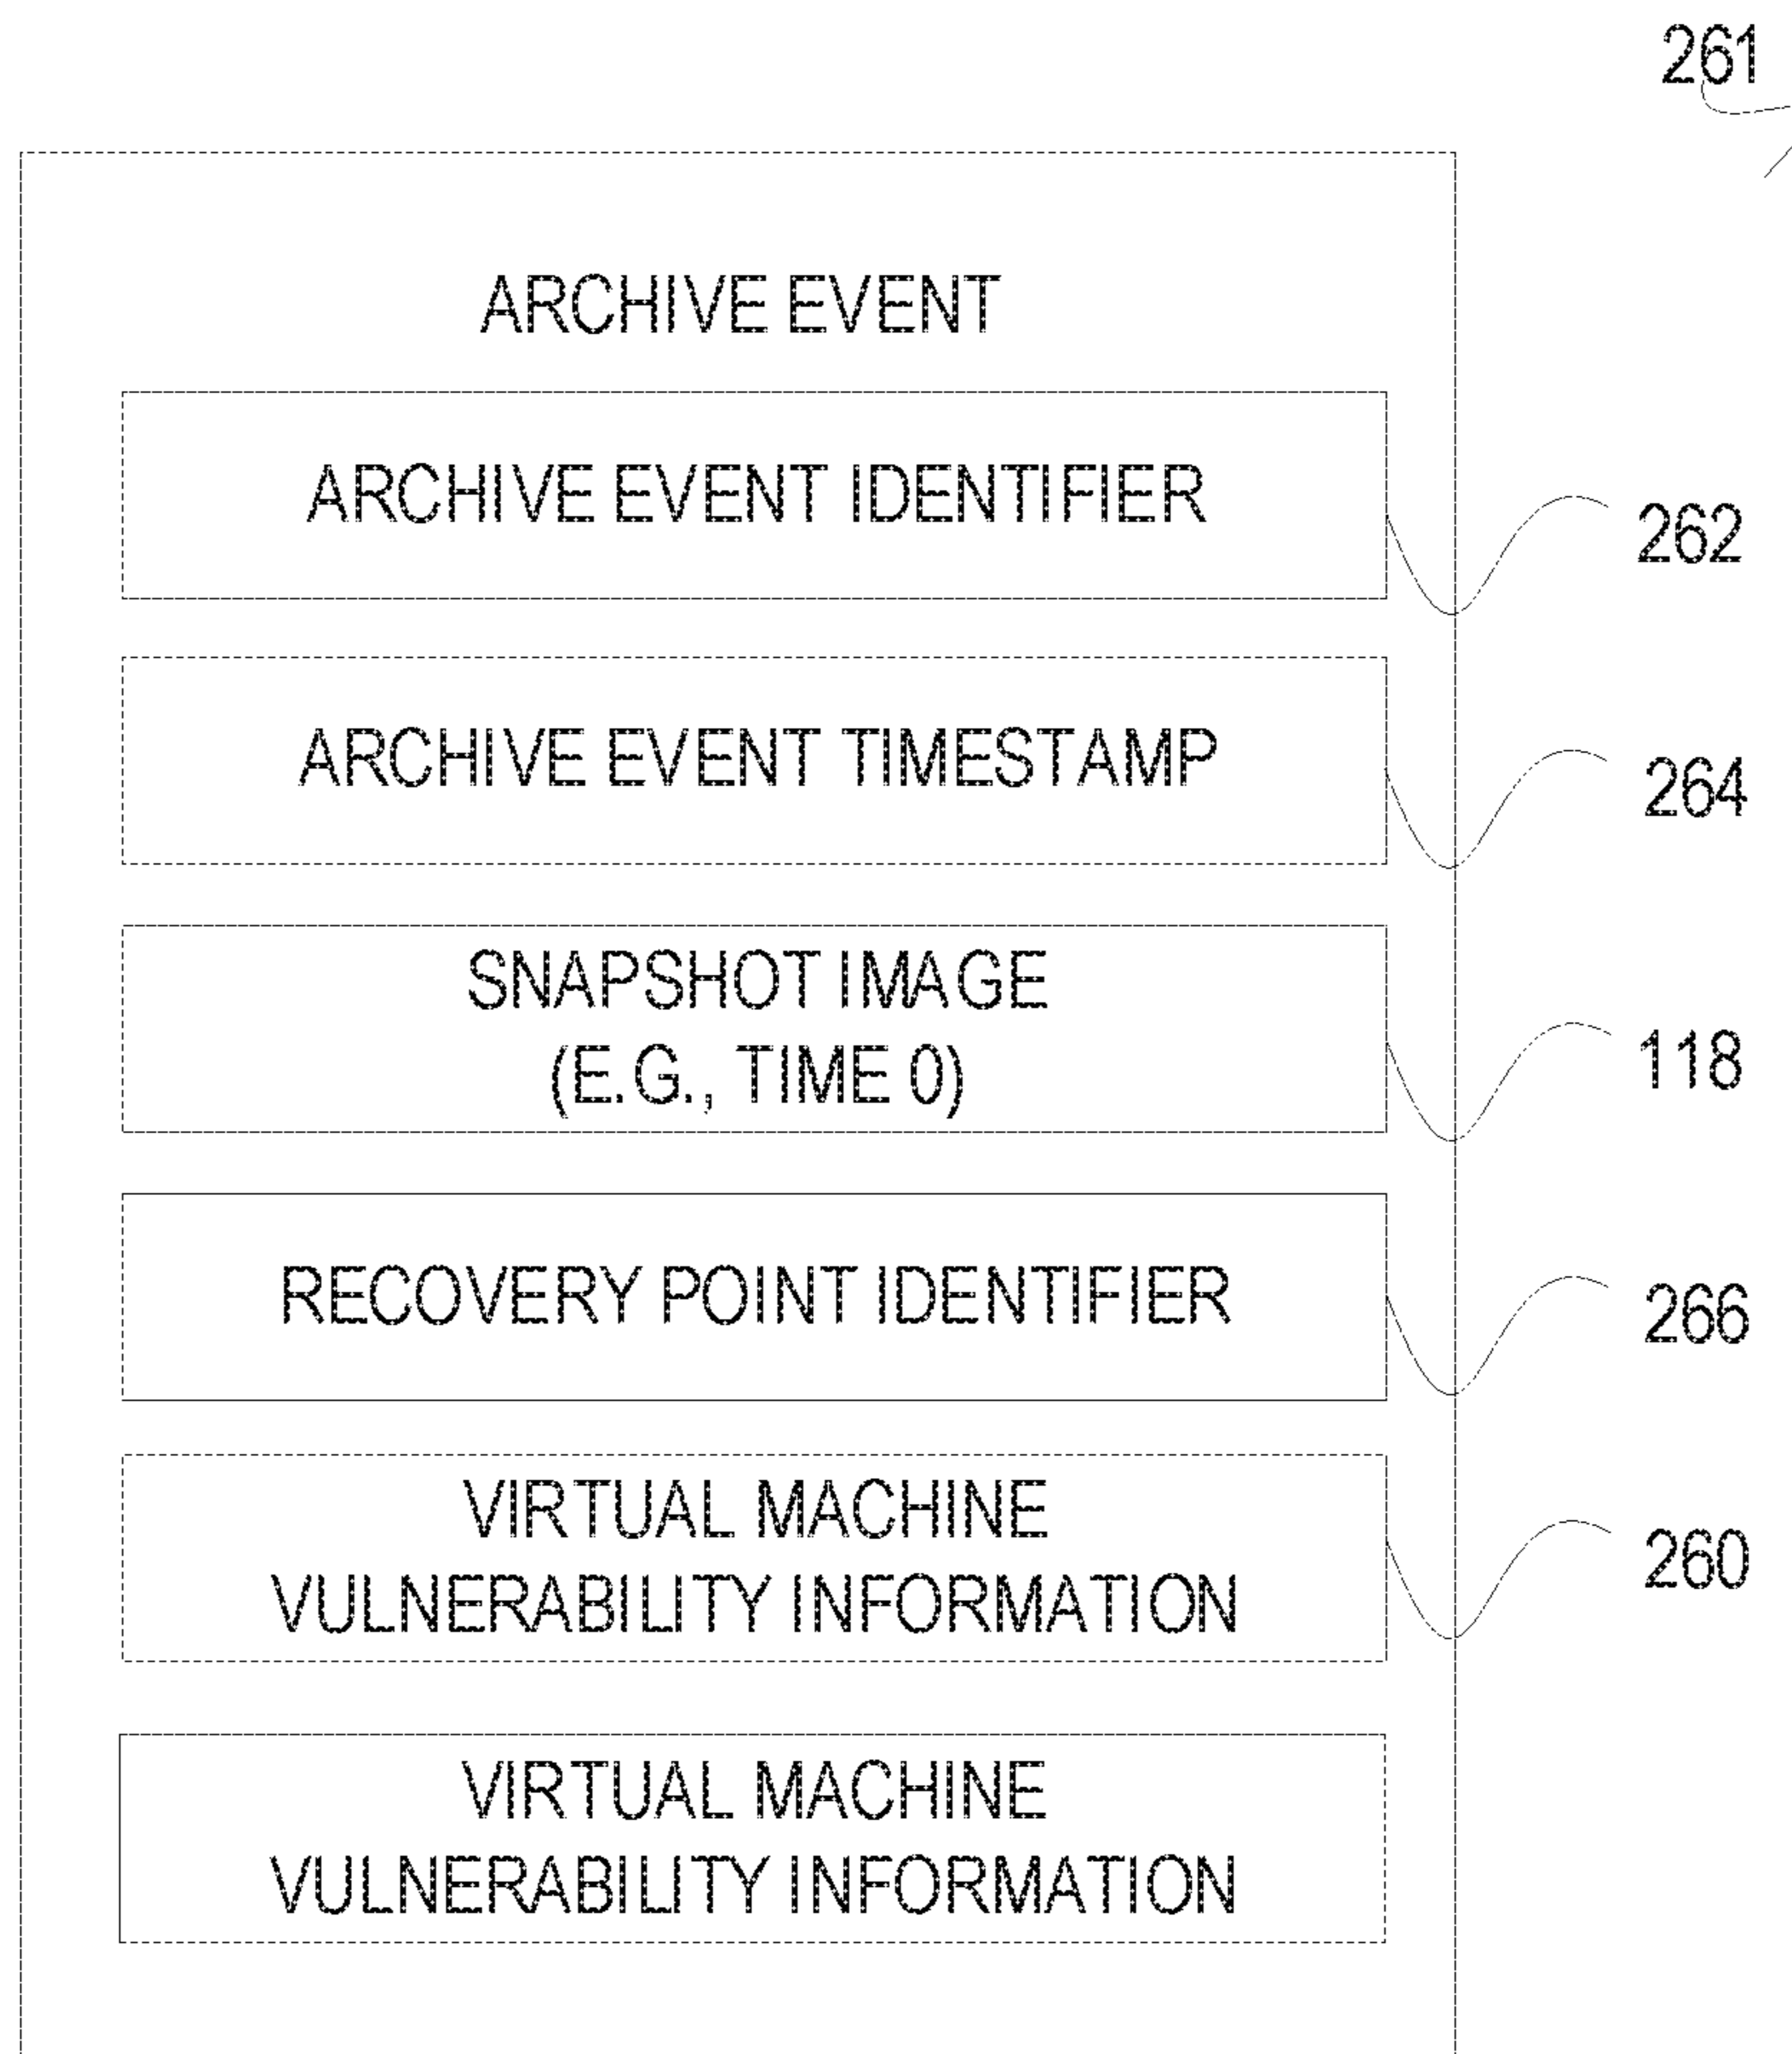 261
ARCHIVE EVENT
ARCHIVE EVENT IDENTIFIER
262
ARCHIVE EVENT TIMESTAMP
264
SNAPSHOT IMAGE
(E.G., TIME 0)
118
RECOVERY POINT IDENTIFIER
266
VIRTUAL MACHINE
VULNERABILITY INFORMATION
260
VIRTUAL MACHINE
VULNERABILITY INFORMATION